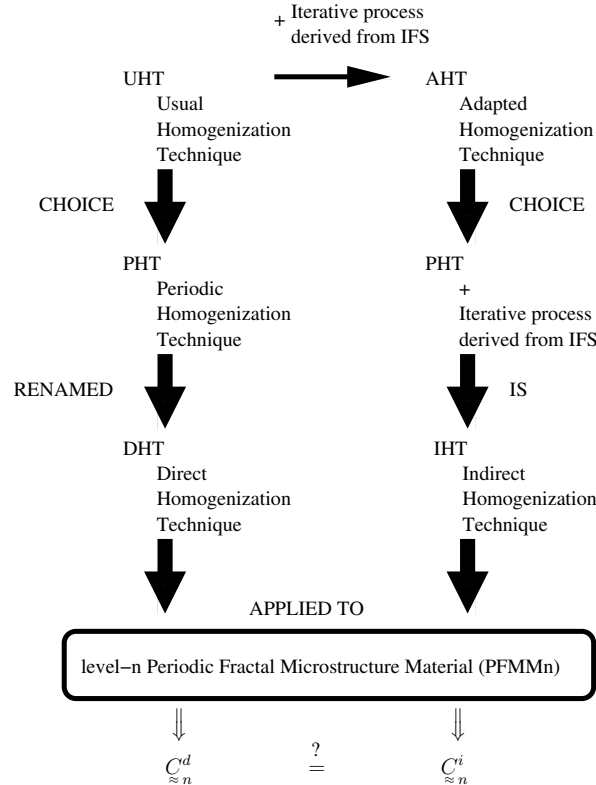 + Iterative process
derived from IFS
UHT AHT
Usual Adapted
Homogenization Homogenization
Technique Technique
CHOICE CHOICE
PHT PHT
Periodic +
Homogenization Iterative process
Technique derived from IFS
RENAMED IS
DHT IHT
Direct Indirect
Homogenization Homogenization
Technique Technique
APPLIED TO
level−n Periodic Fractal Microstructure Material (PFMMn)
⇓ ⇓
?
C≈ᵈₙ = C≈ⁱₙ